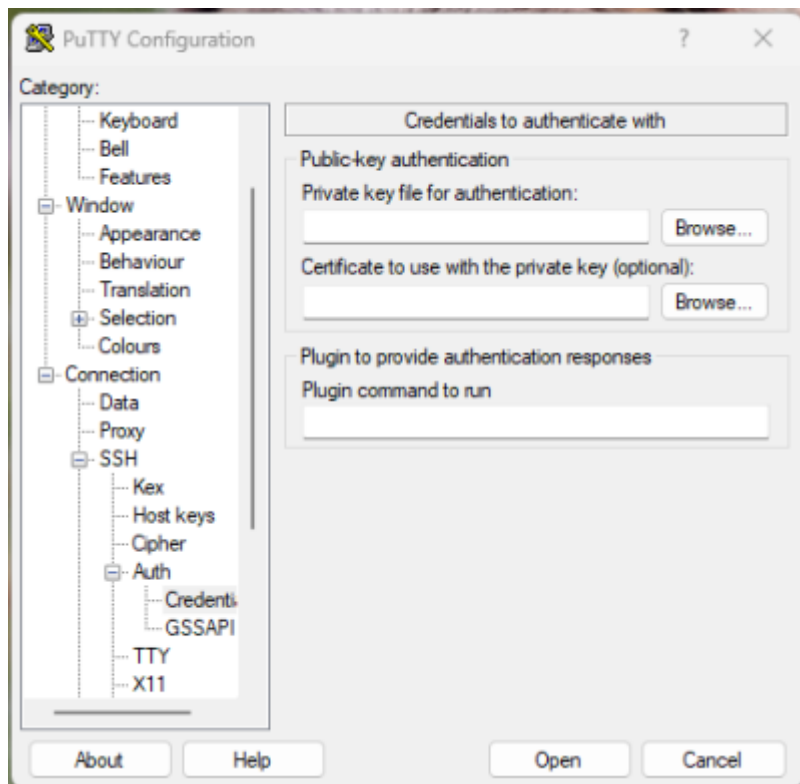 PuTTY Configuration
?
Category:
Keyboard
Bell
Features
Window
Appearance
Behaviour
Translation
Selection
Colours
Connection
Data
Proxy
SSH
Kex
Host keys
Cipher
Auth
Credenti
GSSAPI
TTY
X11
Credentials to authenticate with
Public-key authentication
Private key file for authentication:
Browse...
Certificate to use with the private key (optional):
Browse...
Plugin to provide authentication responses
Plugin command to run
About Help Open Cancel